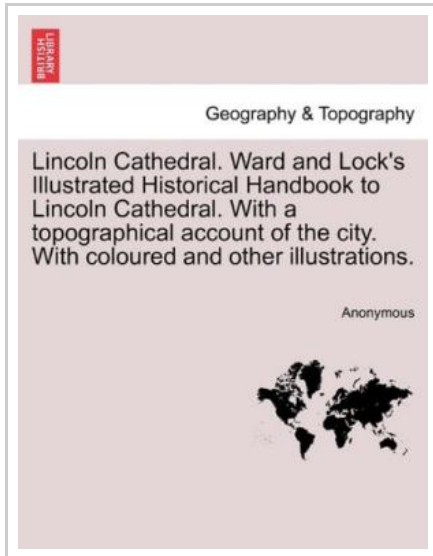 BRITISH
LIBRARY
Geography & Topography
Lincoln Cathedral. Ward and Lock's
Illustrated Historical Handbook to
Lincoln Cathedral. With a
topographical account of the city.
With coloured and other illustrations.
Anonymous